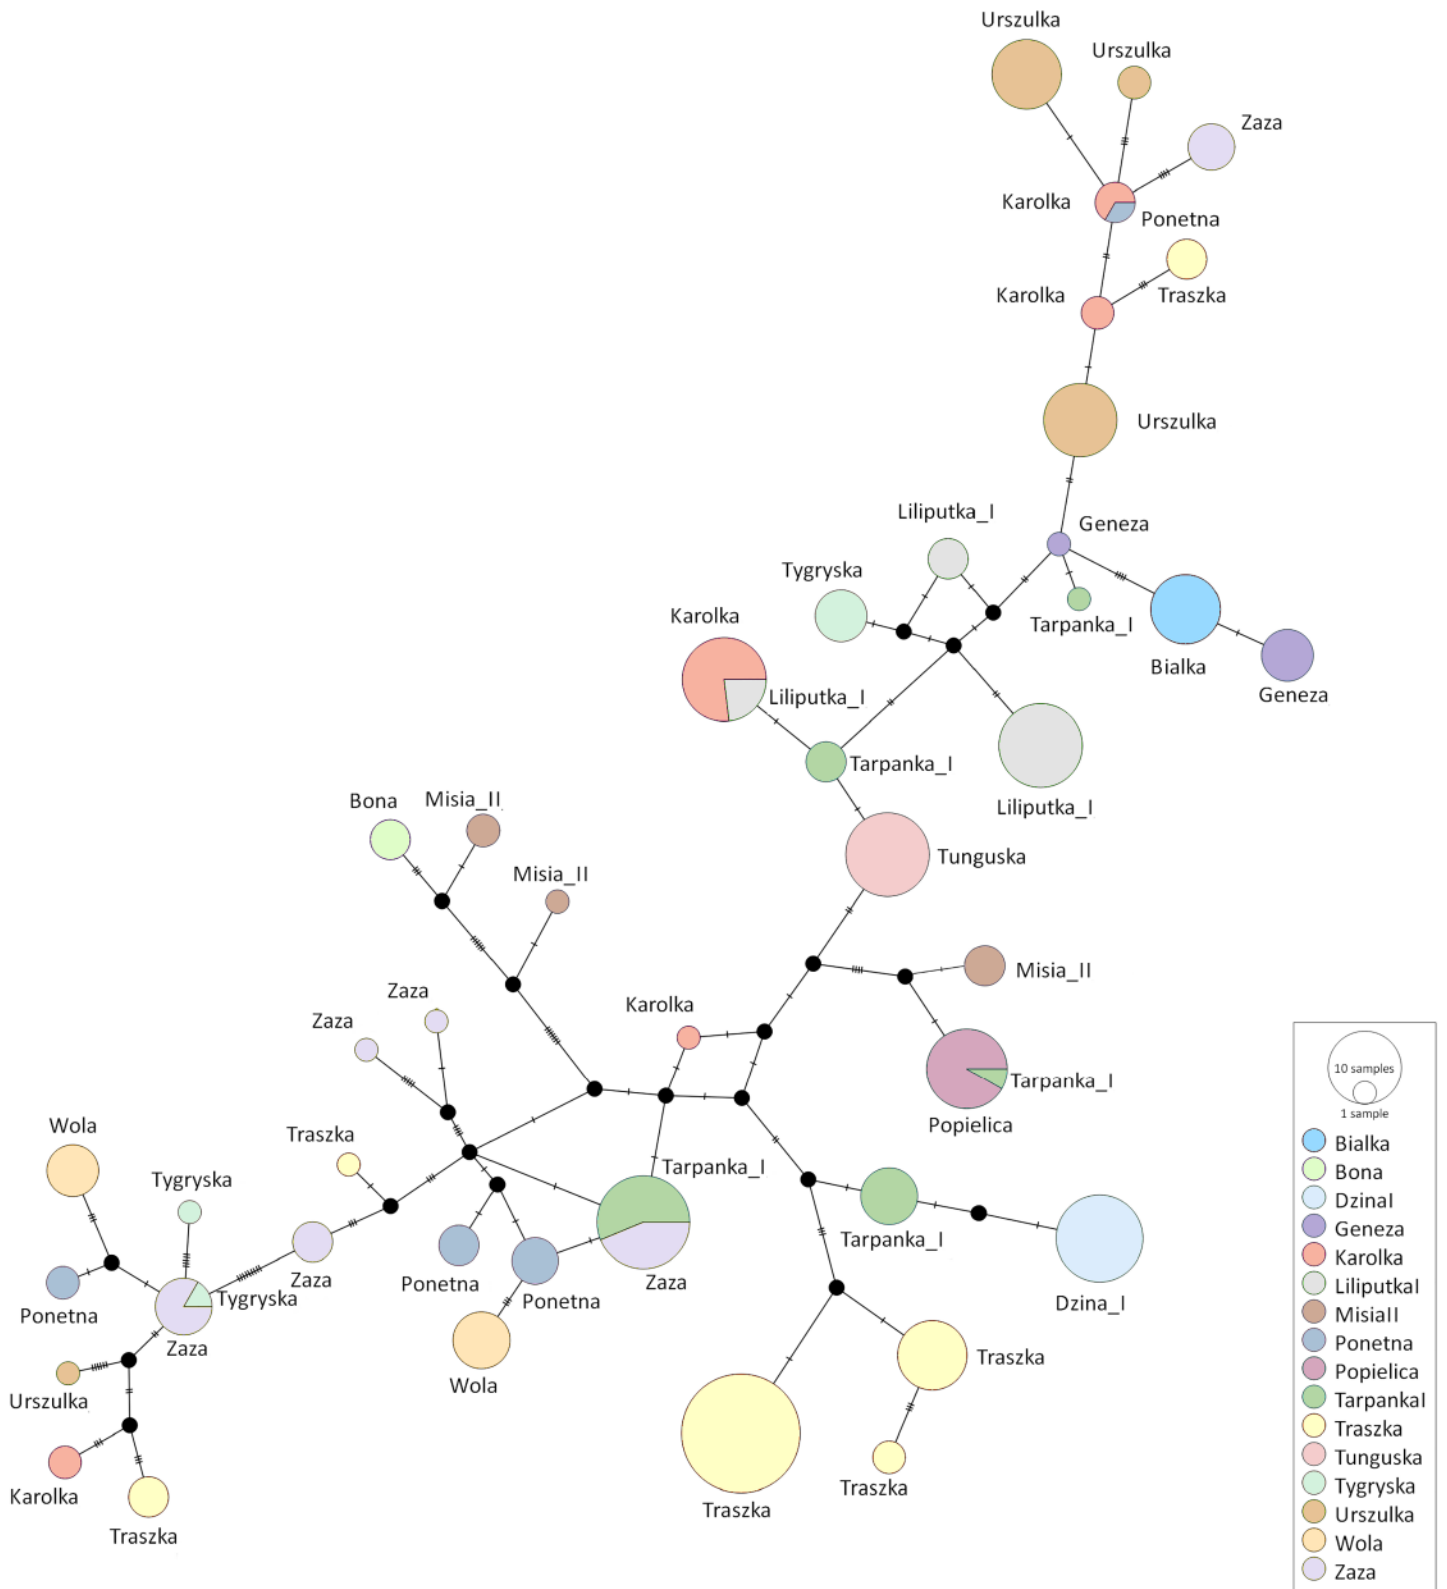 Urszulka
Urszulka
Zaza
Karolka
Ponetna
Karolka
Traszka
Urszulka
Liliputka_I
Geneza
Tygryska
Karolka
Tarpanka_I
Bialka
Geneza
Liliputka_I
Tarpanka_I
Liliputka_I
Bona
Misia_II
Tunguska
Misia_II
Misia_II
Zaza
Karolka
Zaza
Tarpanka_I
Popielica
Wola
Traszka
Tarpanka_I
Tygryska
Tarpanka_I
Zaza
Ponetna
Zaza
Ponetna
Tygryska
Dzina_I
Ponetna
Zaza
Traszka
Wola
Urszulka
Karolka
Traszka
Traszka
Traszka
10 samples
1 sample
Bialka
Bona
DzinaI
Geneza
Karolka
LiliputkaI
MisiaII
Ponetna
Popielica
TarpankaI
Traszka
Tunguska
Tygryska
Urszulka
Wola
Zaza